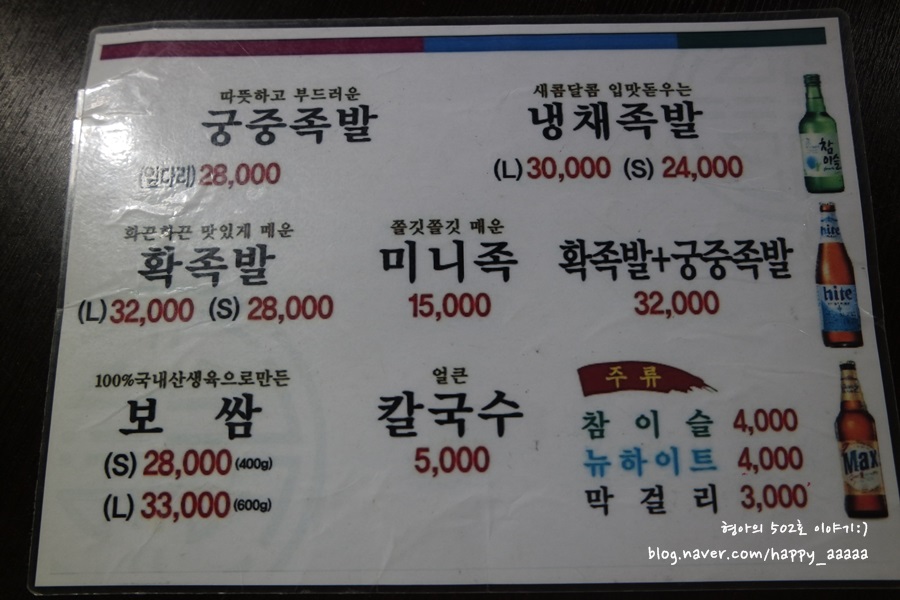 따뜻하고 부드러운
궁중족발
(앞다리) 28,000
새콤달콤 입맛돋우는
냉채족발
(L) 30,000 (S) 24,000
화끈화끈 맛있게 매운
확족발
(L) 32,000 (S) 28,000
쫄깃쫄깃 매운
미니족
15,000
확족발+궁중족발
32,000
100%국내산생육으로만든
보 쌈
(S) 28,000 (400g)
(L) 33,000 (600g)
얼큰
칼국수
5,000
주류
참이슬 4,000
뉴하이트 4,000
막걸리 3,000
참이슬
hite
hite
Max
형아의 502호 이야기:)
blog.naver.com/happy_aaaaa